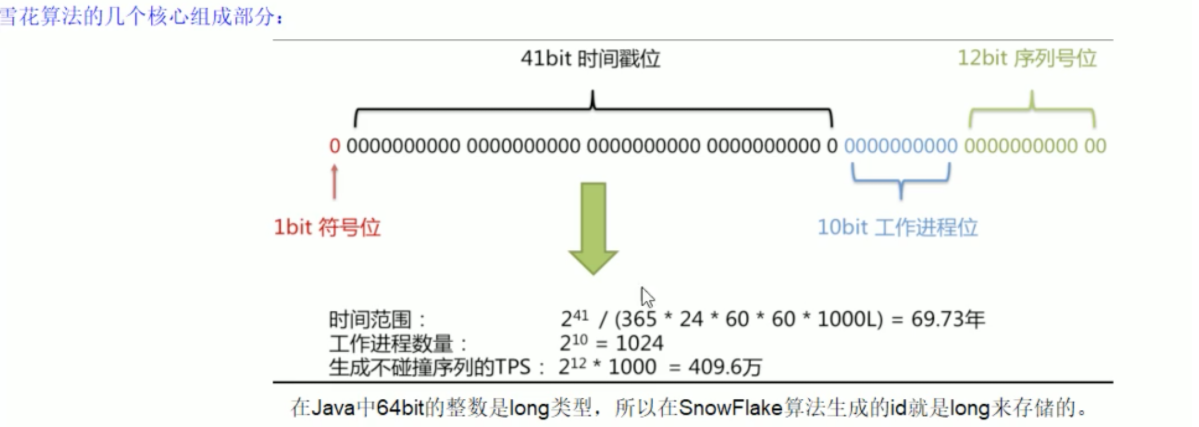 雪花算法的几个核心组成部分：
41bit 时间戳位
12bit 序列号位
0 0000000000 0000000000 0000000000 0000000000 0 0000000000 0000000000 00
1bit 符号位
10bit 工作进程位
时间范围： 2⁴¹ / (365 * 24 * 60 * 60 * 1000L) = 69.73年
工作进程数量： 2¹⁰ = 1024
生成不碰撞序列的TPS： 2¹² * 1000 = 409.6万
在Java中64bit的整数是long类型，所以在SnowFlake算法生成的id就是long来存储的。